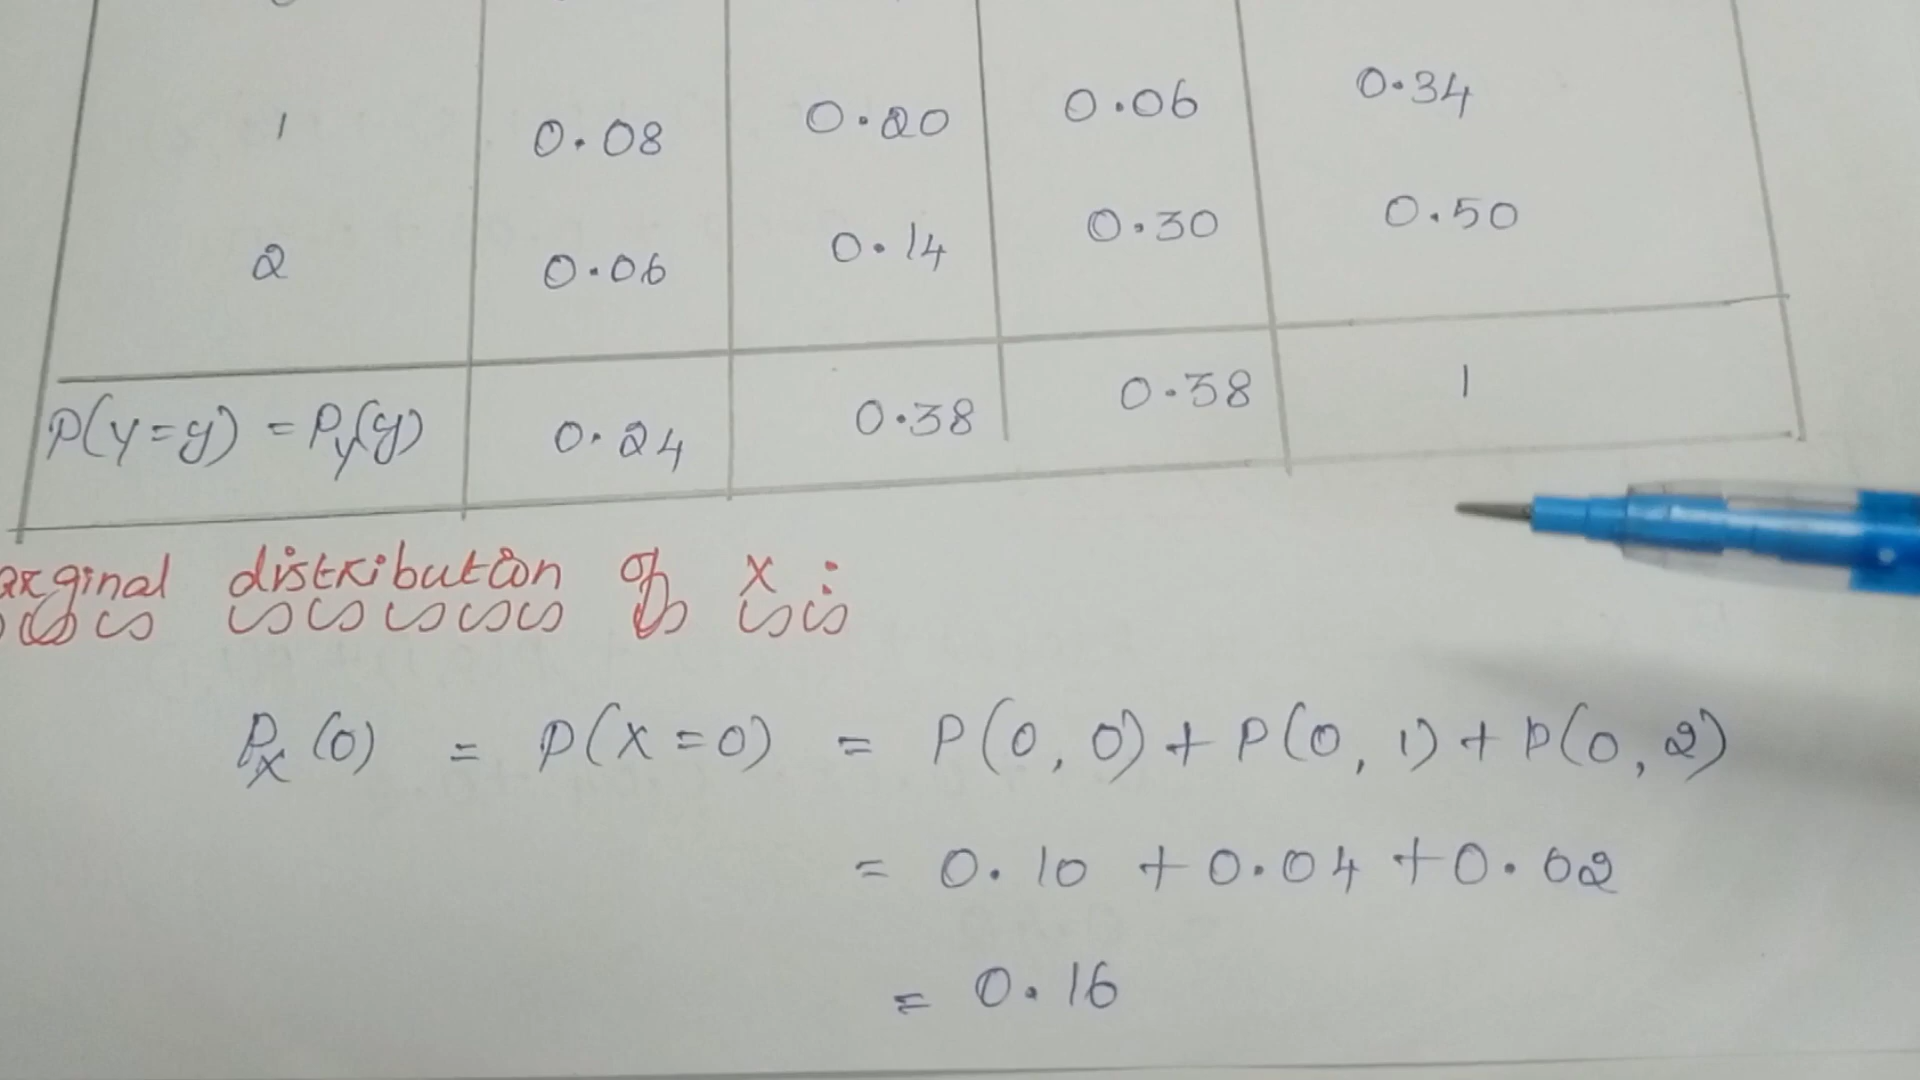 1 0.08 0.20 0.06 0.34
2 0.06 0.14 0.30 0.50
P(Y=y) = P_Y(y) 0.24 0.38 0.38 1
arginal distribution of X :
P_X(0) = P(X=0) = P(0,0)+P(0,1)+P(0,2)
= 0.10 + 0.04 + 0.02
= 0.16